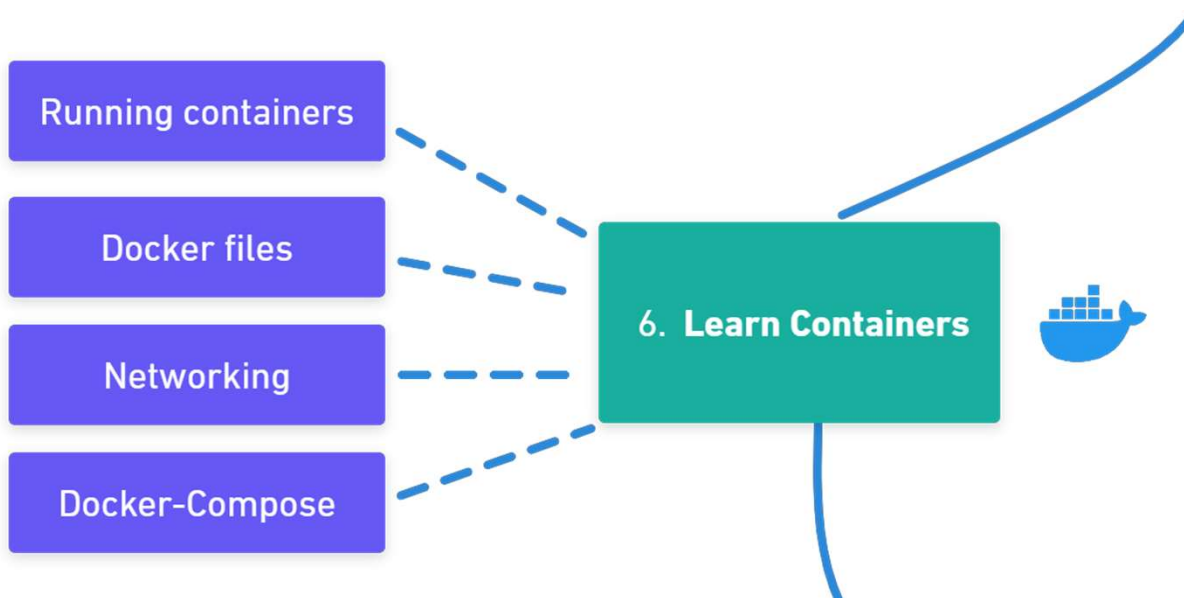 Running containers
Docker files
Networking
Docker-Compose
6. Learn Containers